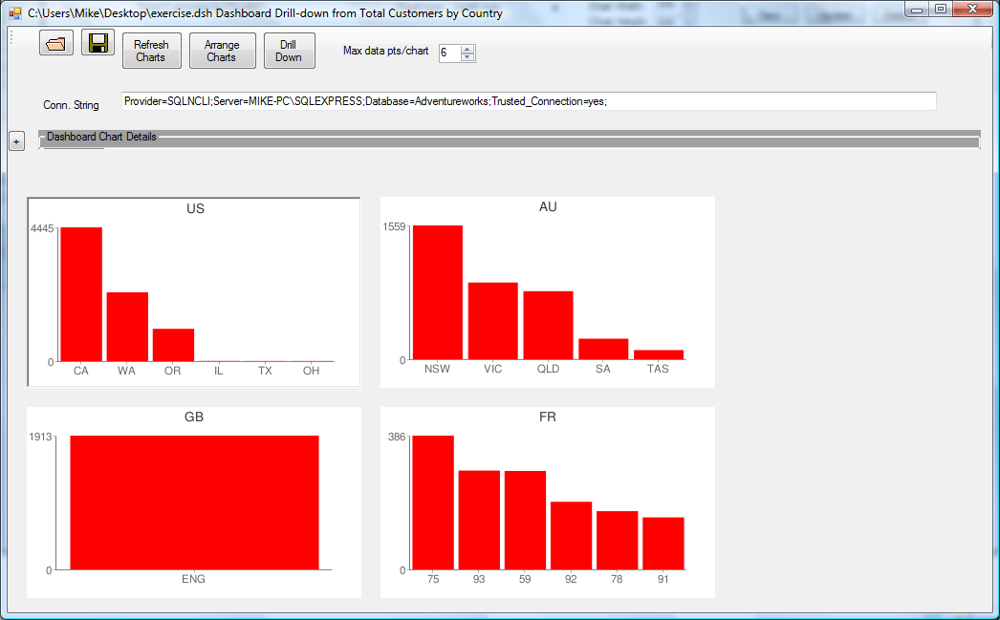 C:\Users\Mike\Desktop\exercise.dsh Dashboard Drill-down from Total Customers by Country
Refresh Charts
Arrange Charts
Drill Down
Max data pts/chart 6
Conn. String Provider=SQLNCLI;Server=MIKE-PC\SQLEXPRESS;Database=Adventureworks;Trusted_Connection=yes;
+ Dashboard Chart Details
US
4445
0
CA WA OR IL TX OH
AU
1559
0
NSW VIC QLD SA TAS
GB
1913
0
ENG
FR
386
0
75 93 59 92 78 91